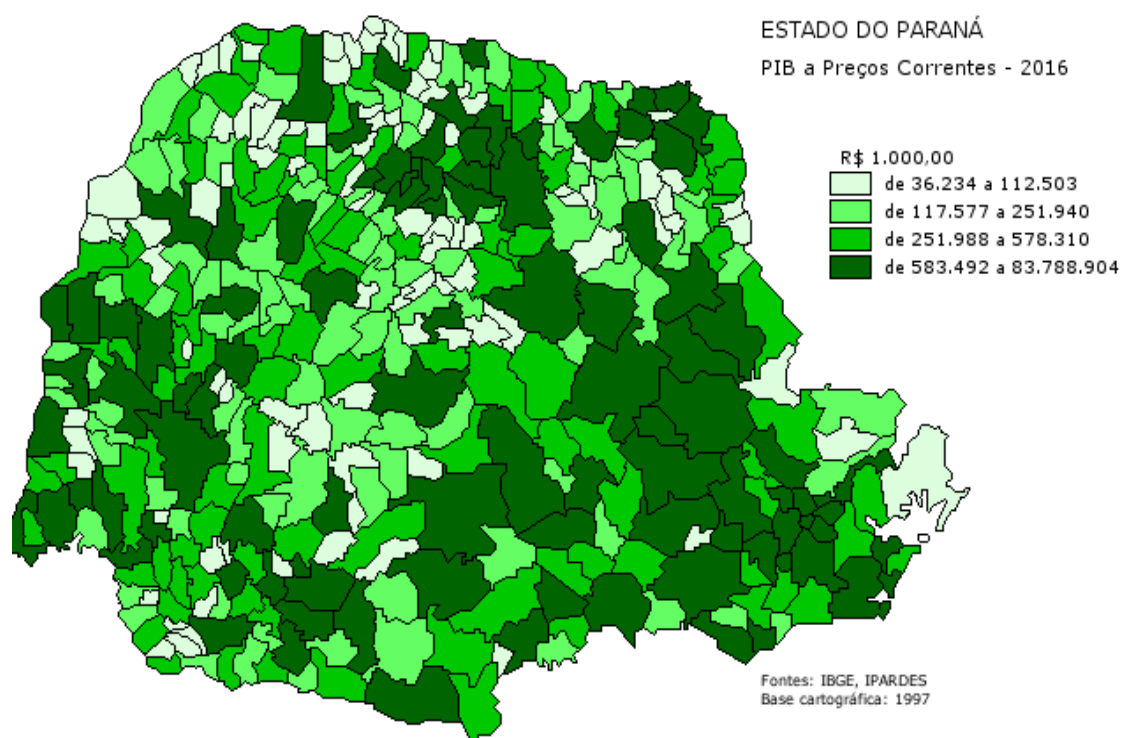 ESTADO DO PARANÁ
PIB a Preços Correntes - 2016
R$ 1.000,00
de 36.234 a 112.503
de 117.577 a 251.940
de 251.988 a 578.310
de 583.492 a 83.788.904
Fontes: IBGE, IPARDES
Base cartográfica: 1997